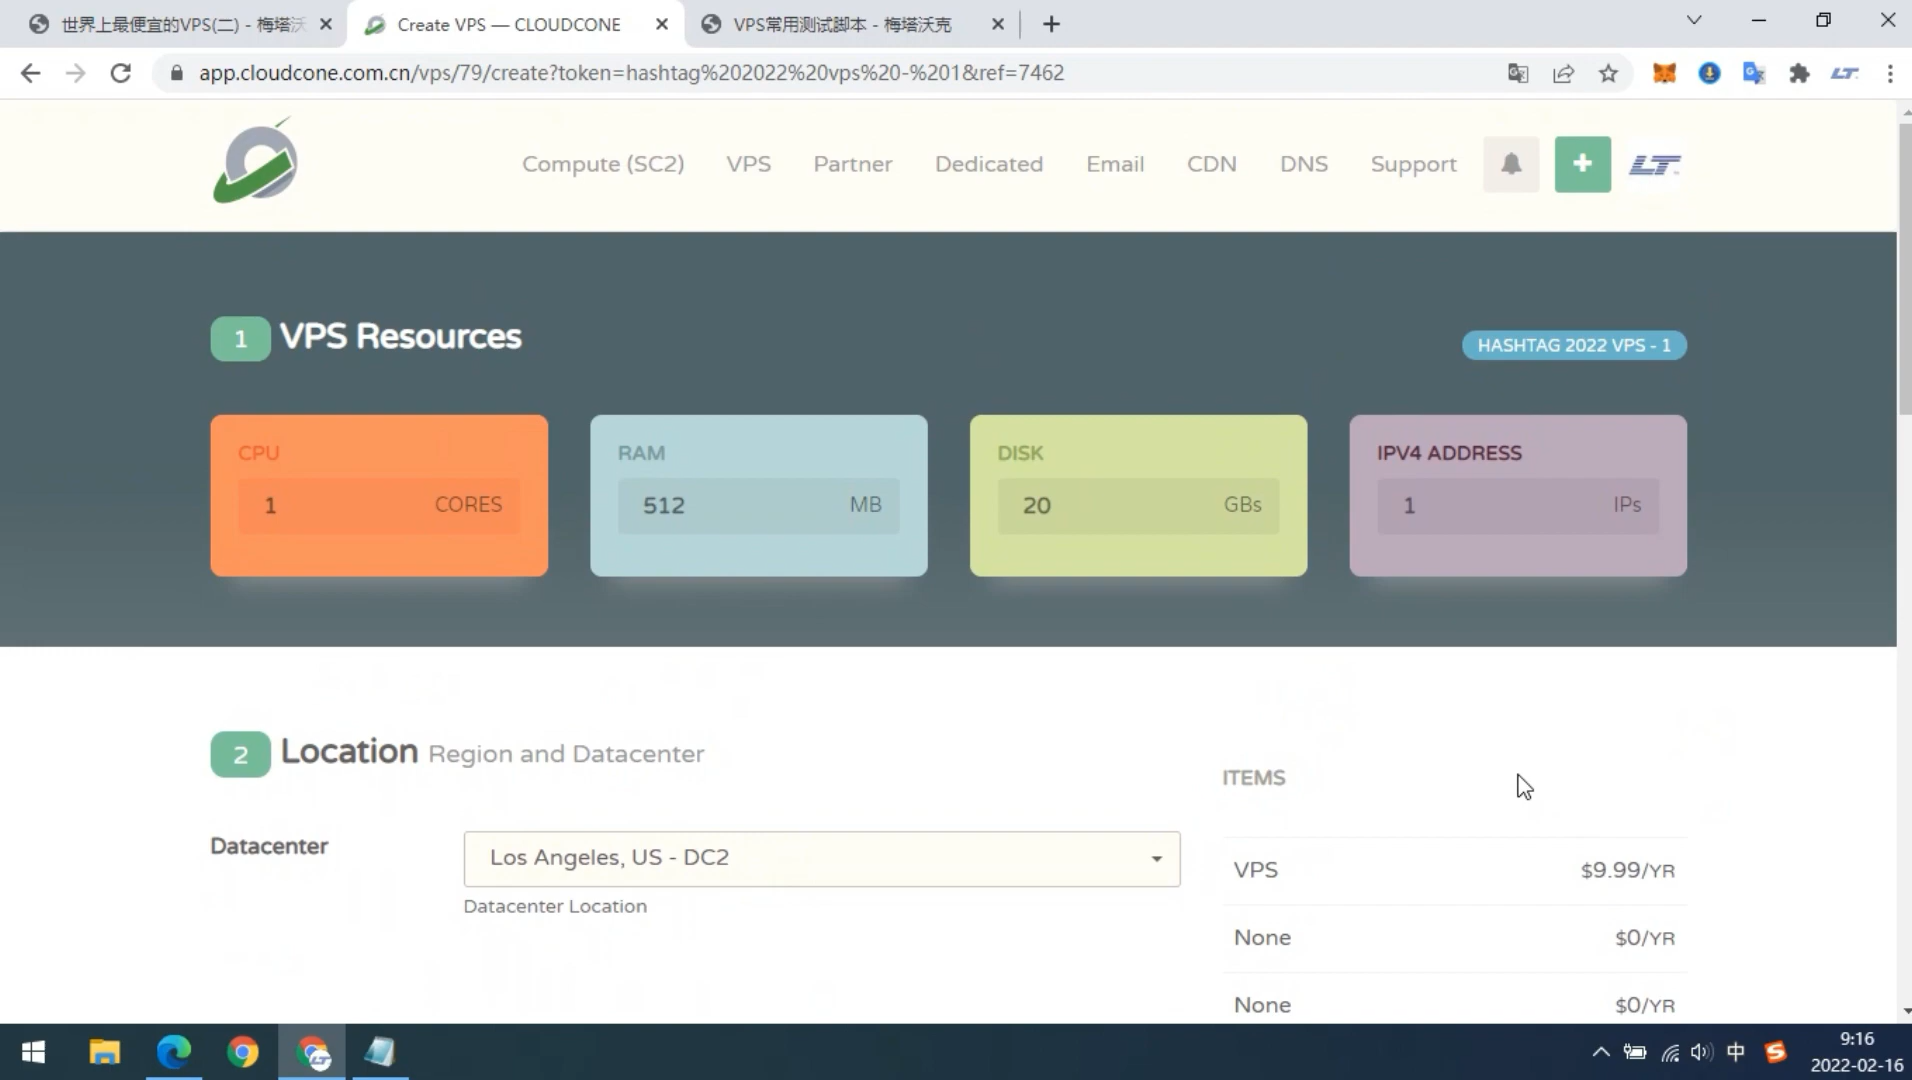 世界上最便宜的VPS(二) - 梅塔沃
Create VPS — CLOUDCONE
VPS常用测试脚本 - 梅塔沃克
app.cloudcone.com.cn/vps/79/create?token=hashtag%202022%20vps%20-%201&ref=7462
Compute (SC2)
VPS
Partner
Dedicated
Email
CDN
DNS
Support
LT
1 VPS Resources
HASHTAG 2022 VPS - 1
CPU
1 CORES
RAM
512 MB
DISK
20 GBs
IPV4 ADDRESS
1 IPs
2 Location Region and Datacenter
Datacenter
Los Angeles, US - DC2
Datacenter Location
ITEMS
VPS $9.99/YR
None $0/YR
None $0/YR
中
9:16
2022-02-16